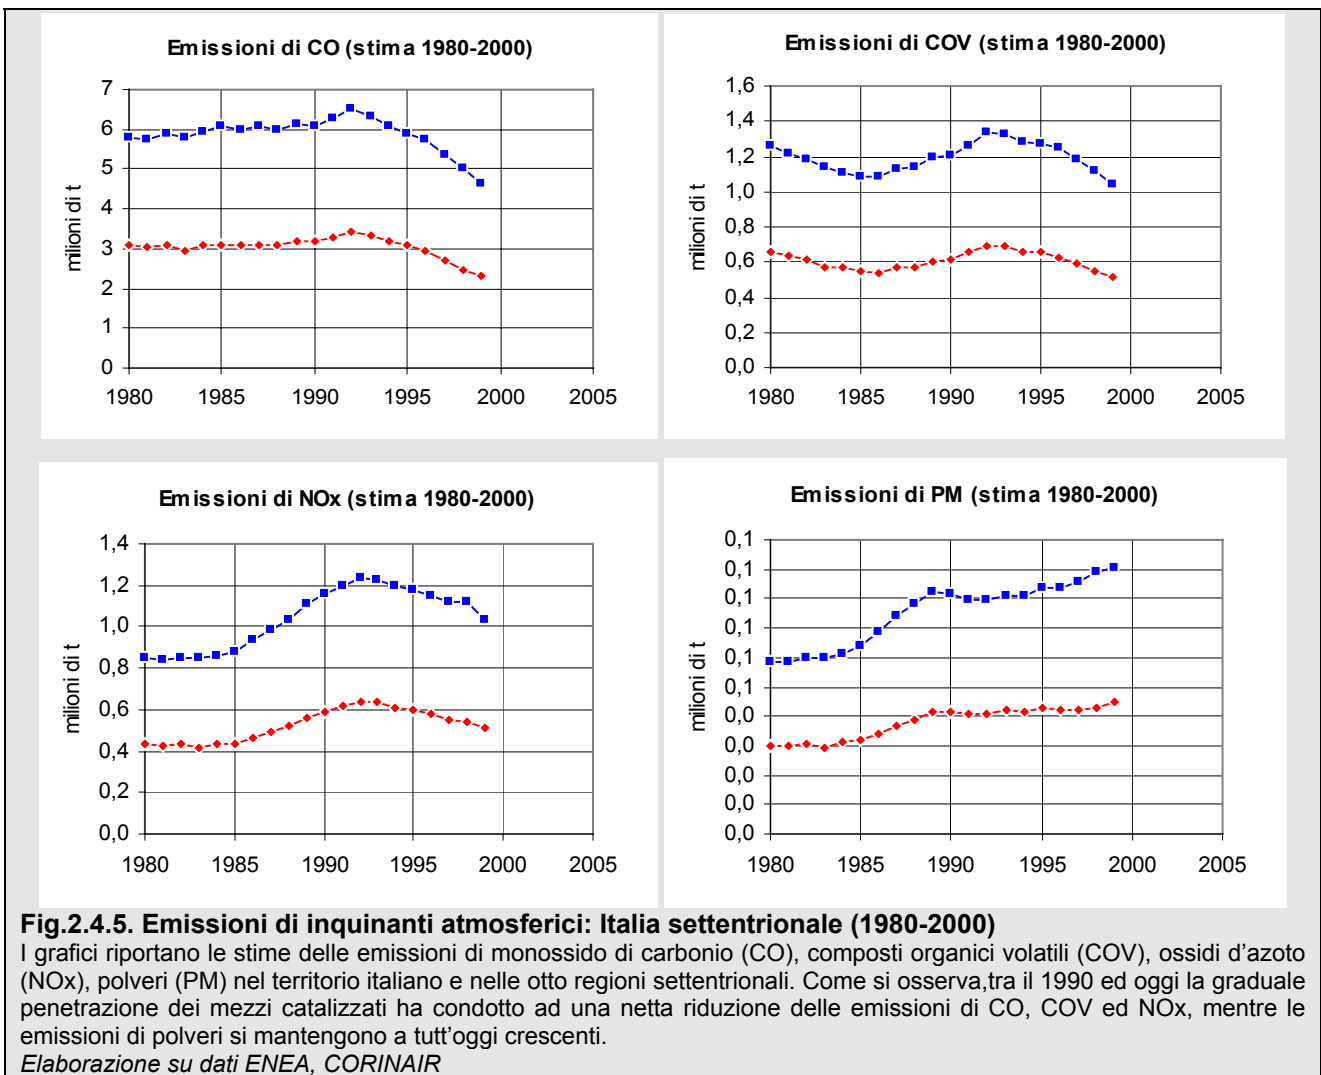 Emissioni di CO (stima 1980-2000)
7
6
5
4
3
2
1
0
milioni di t
1980 1985 1990 1995 2000 2005
Emissioni di COV (stima 1980-2000)
1,6
1,4
1,2
1,0
0,8
0,6
0,4
0,2
0,0
milioni di t
1980 1985 1990 1995 2000 2005
Emissioni di NOx (stima 1980-2000)
1,4
1,2
1,0
0,8
0,6
0,4
0,2
0,0
milioni di t
1980 1985 1990 1995 2000 2005
Emissioni di PM (stima 1980-2000)
0,1
0,1
0,1
0,1
0,1
0,1
0,0
0,0
0,0
0,0
0,0
milioni di t
1980 1985 1990 1995 2000 2005
Fig.2.4.5. Emissioni di inquinanti atmosferici: Italia settentrionale (1980-2000)
I grafici riportano le stime delle emissioni di monossido di carbonio (CO), composti organici volatili (COV), ossidi d'azoto
(NOx), polveri (PM) nel territorio italiano e nelle otto regioni settentrionali. Come si osserva,tra il 1990 ed oggi la graduale
penetrazione dei mezzi catalizzati ha condotto ad una netta riduzione delle emissioni di CO, COV ed NOx, mentre le
emissioni di polveri si mantengono a tutt'oggi crescenti.
Elaborazione su dati ENEA, CORINAIR